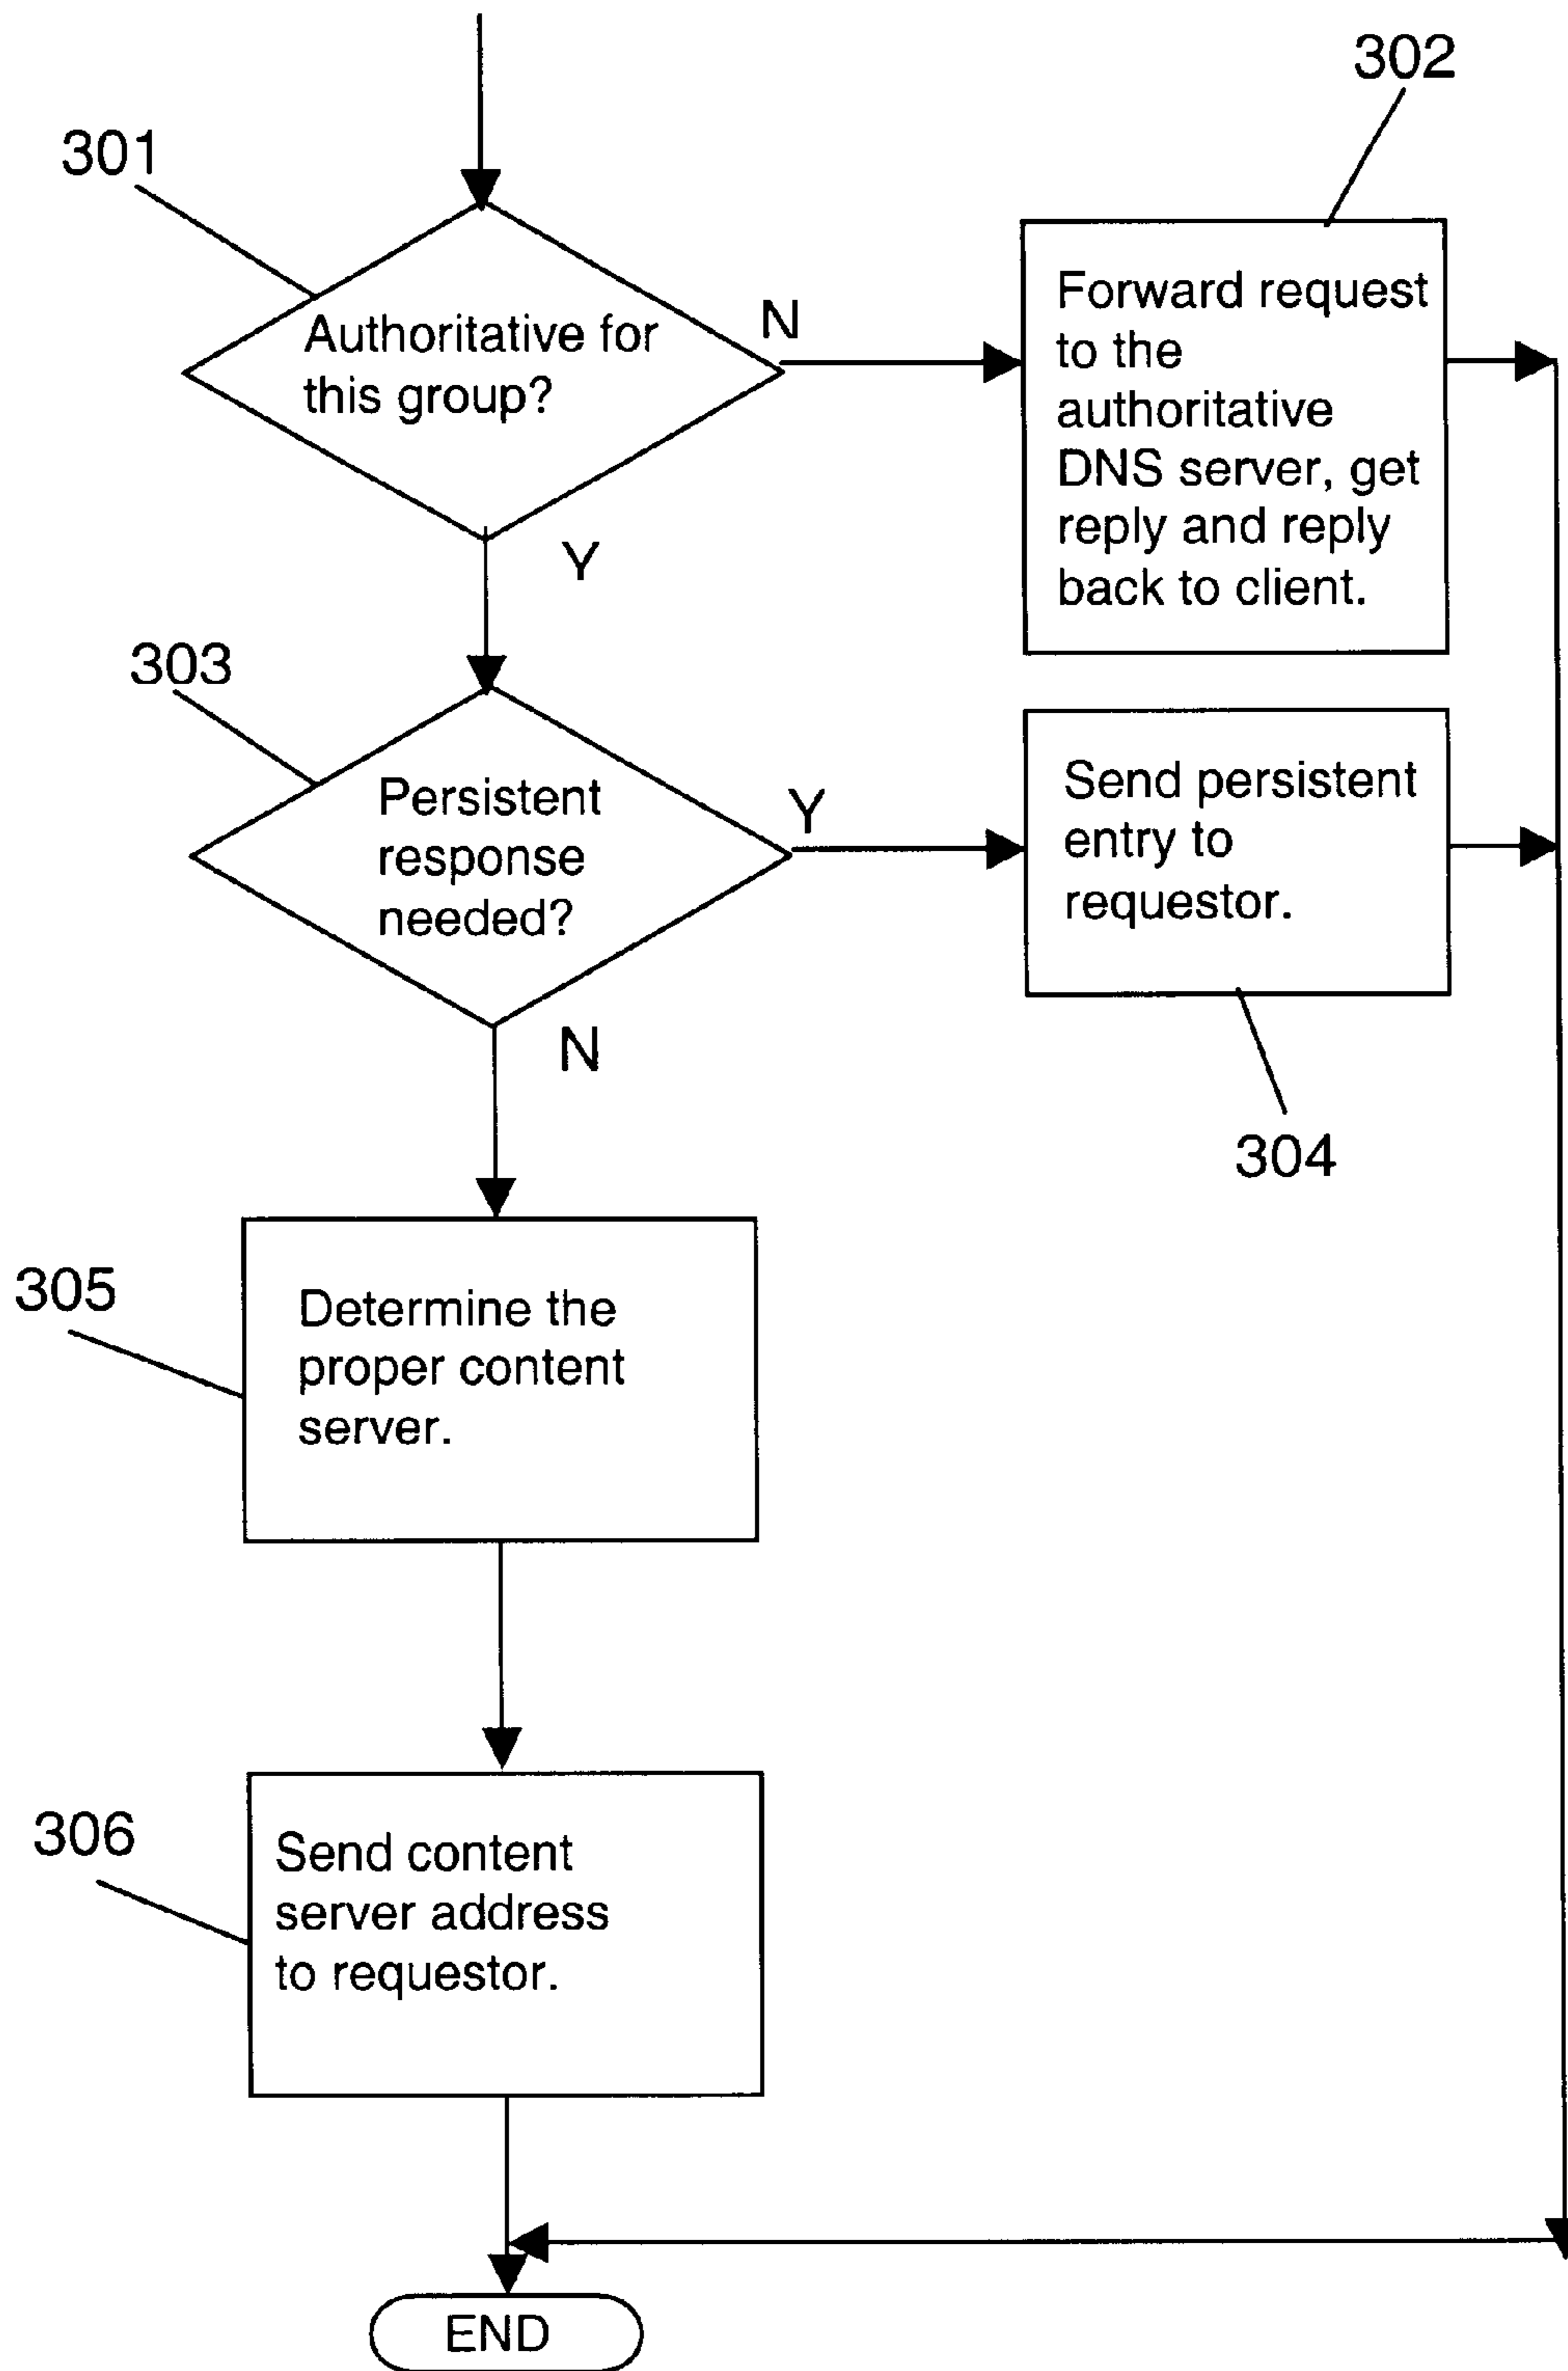 302
301
Authoritative for
this group?
N
Forward request
to the
authoritative
DNS server, get
reply and reply
back to client.
Y
303
Persistent
response
needed?
Y
Send persistent
entry to
requestor.
N
304
305
Determine the
proper content
server.
306
Send content
server address
to requestor.
END